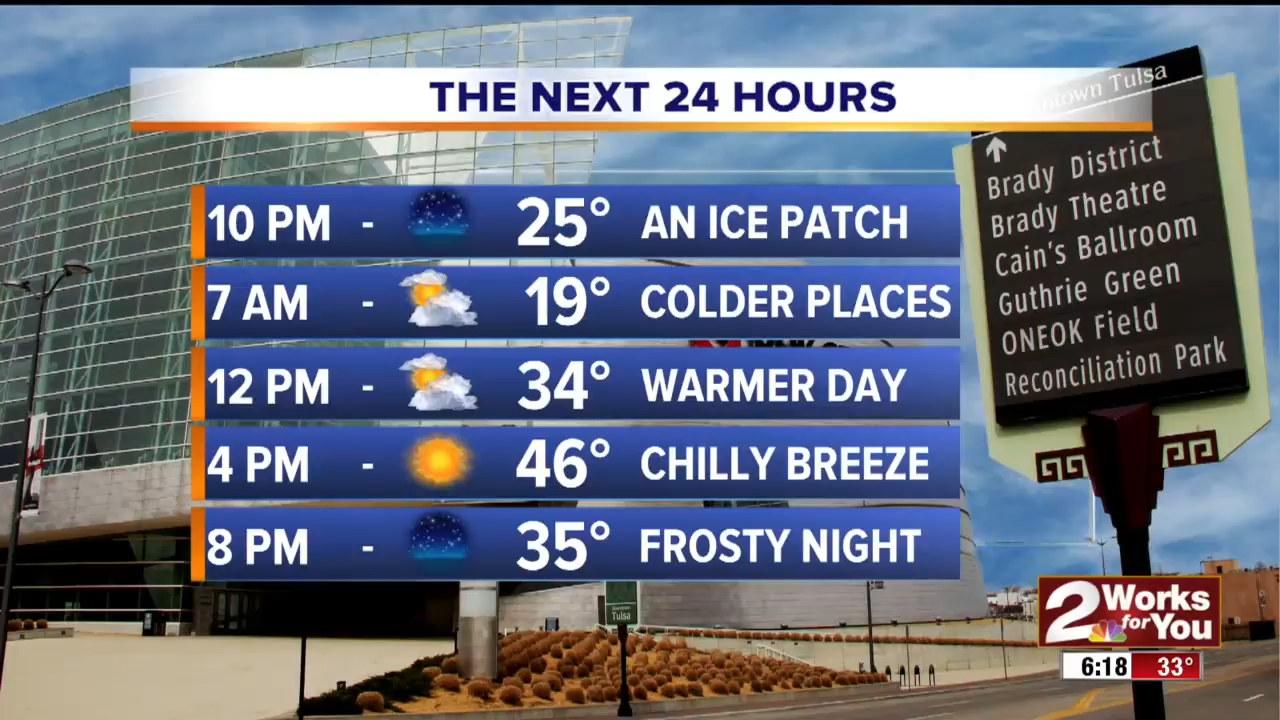 THE NEXT 24 HOURS
10 PM - 25° AN ICE PATCH
7 AM - 19° COLDER PLACES
12 PM - 34° WARMER DAY
4 PM - 46° CHILLY BREEZE
8 PM - 35° FROSTY NIGHT
Tulsa
Brady District
Brady Theatre
Cain's Ballroom
Guthrie Green
ONEOK Field
Reconciliation Park
Tulsa
2 Works
for You
6:18 33°